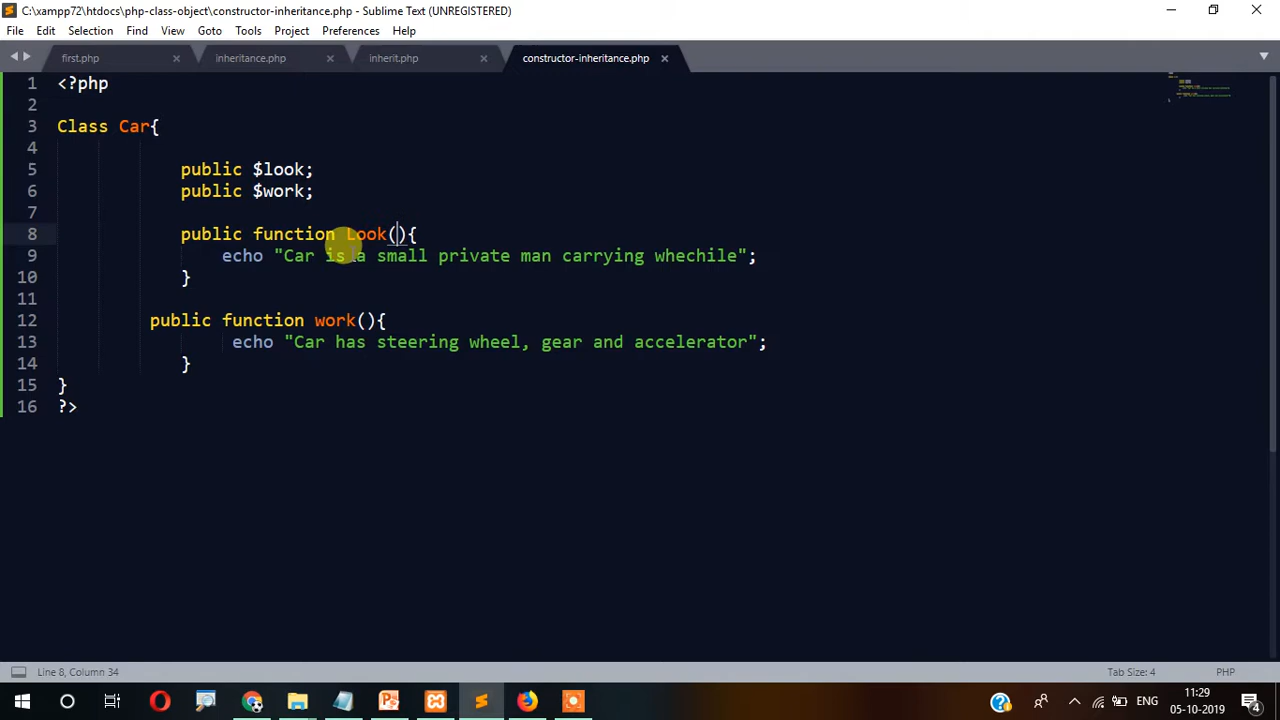 C:\xampp72\htdocs\php-class-object\constructor-inheritance.php - Sublime Text (UNREGISTERED)
File Edit Selection Find View Goto Tools Project Preferences Help
first.php inheritance.php inherit.php constructor-inheritance.php
1 <?php
2
3 Class Car{
4
5 public $look;
6 public $work;
7
8 public function Look(){
9 echo "Car is a small private man carrying whechile";
10 }
11
12 public function work(){
13 echo "Car has steering wheel, gear and accelerator";
14 }
15 }
16 ?>
Line 8, Column 34 Tab Size: 4 PHP
ENG 11:29
05-10-2019 4